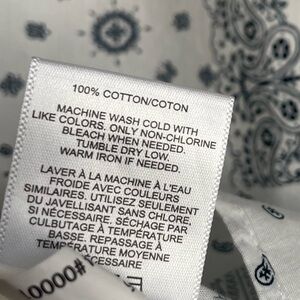 100% COTTON/COTON
MACHINE WASH COLD WITH
LIKE COLORS. ONLY NON-CHLORINE
BLEACH WHEN NEEDED.
TUMBLE DRY LOW.
WARM IRON IF NEEDED.
LAVER À LA MACHINE À L'EAU
FROIDE AVEC COULEURS
SIMILAIRES. UTILISEZ SEULEMENT
DU JAVELLISANT SANS CHLORE,
SI NÉCESSAIRE. SÉCHAGE PAR
CULBUTAGE À TEMPÉRATURE
BASSE. REPASSAGE À
TEMPÉRATURE MOYENNE
SI NÉCESSAIRE